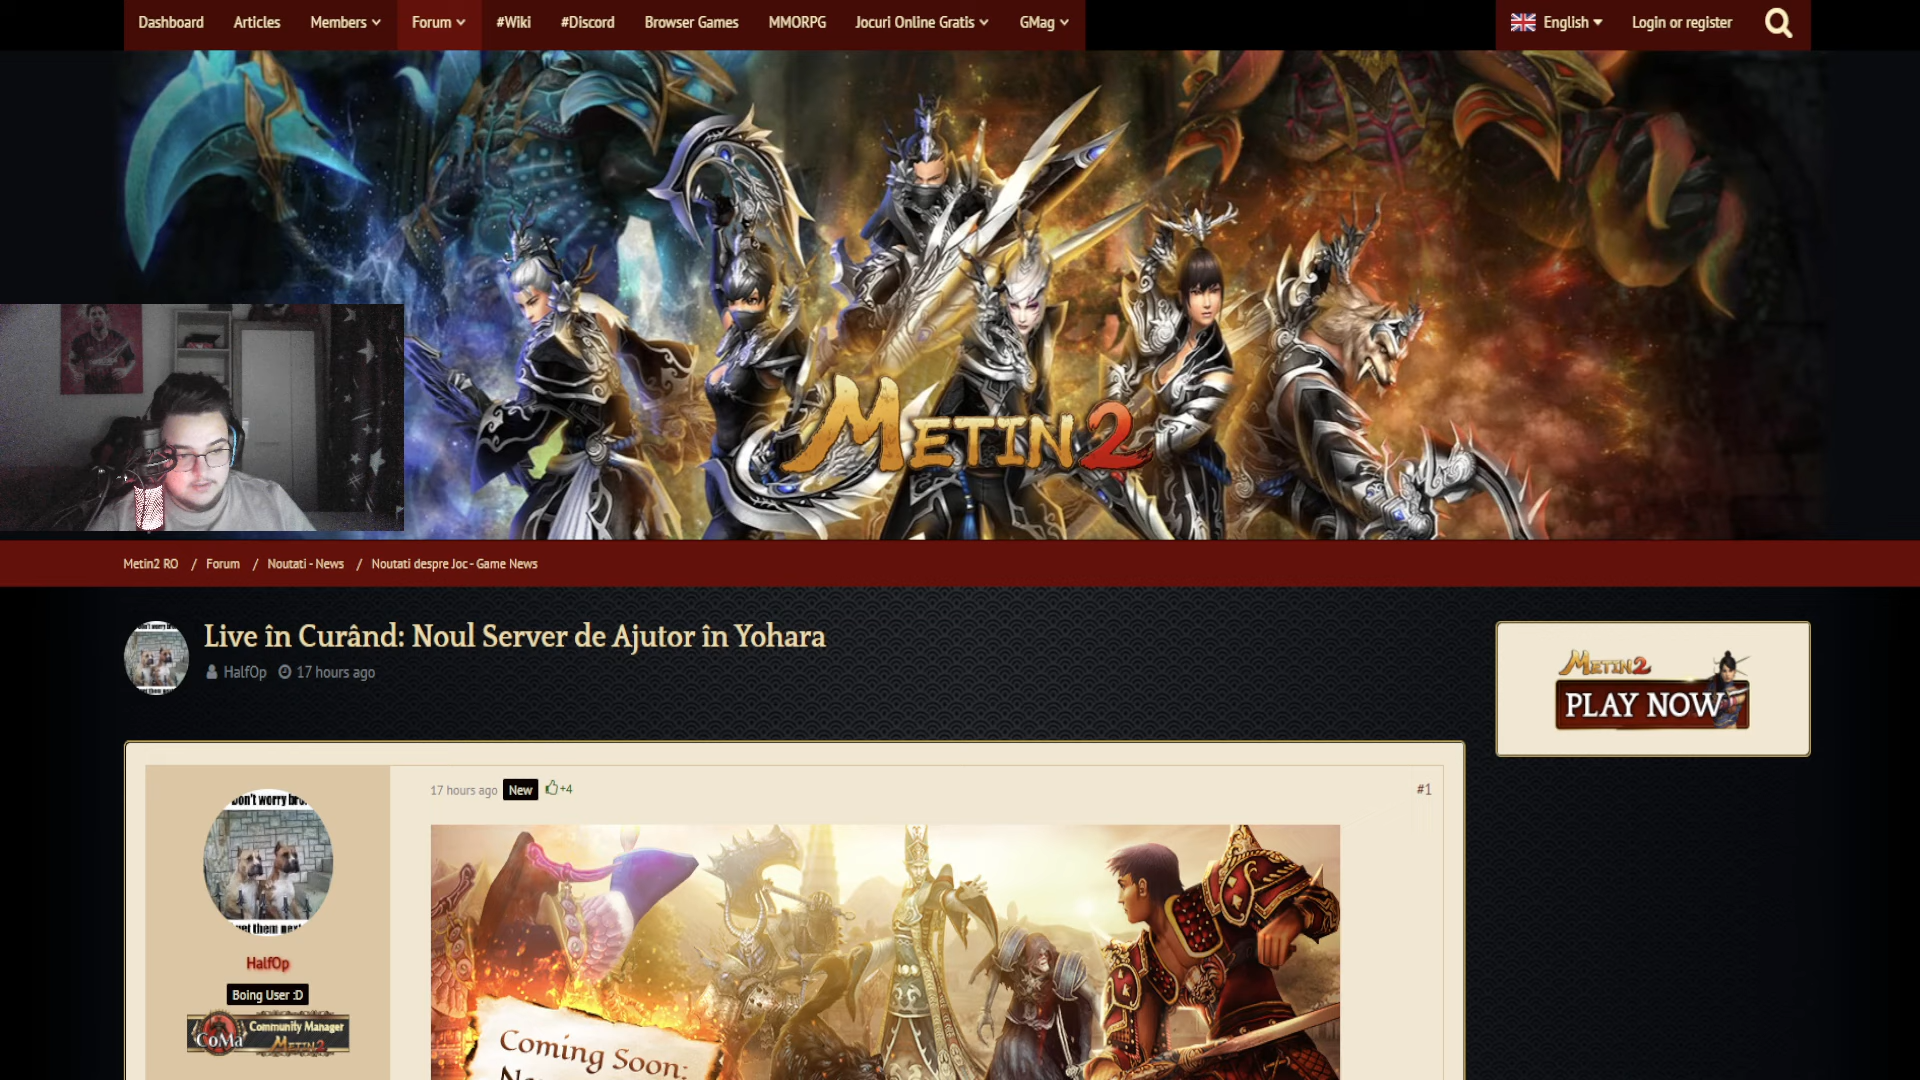 Dashboard Articles Members Forum #Wiki #Discord Browser Games MMORPG Jocuri Online Gratis GMag English Login or register
METIN2
Metin2 RO / Forum / Noutati - News / Noutati despre Joc - Game News
Live în Curând: Noul Server de Ajutor în Yohara
HalfOp 17 hours ago
METIN2
PLAY NOW
17 hours ago New +4 #1
HalfOp
Boing User :D
Community Manager
CoMa METIN2
Coming Soon: